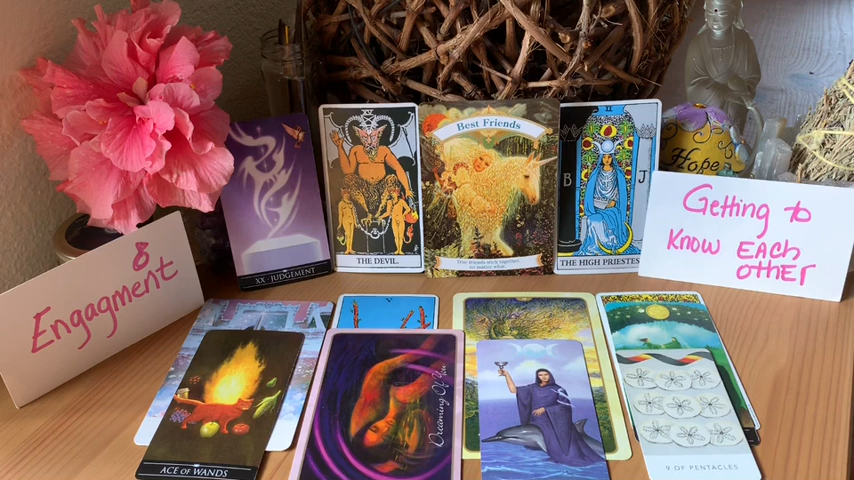 8
Engagment
XX · JUDGEMENT
XV
THE DEVIL.
Best Friends
True friends stick together,
no matter what.
B J
THE HIGH PRIESTESS
Hope
Getting to
Know EAch
other
ACE OF WANDS
Dreaming Of You
9 OF PENTACLES